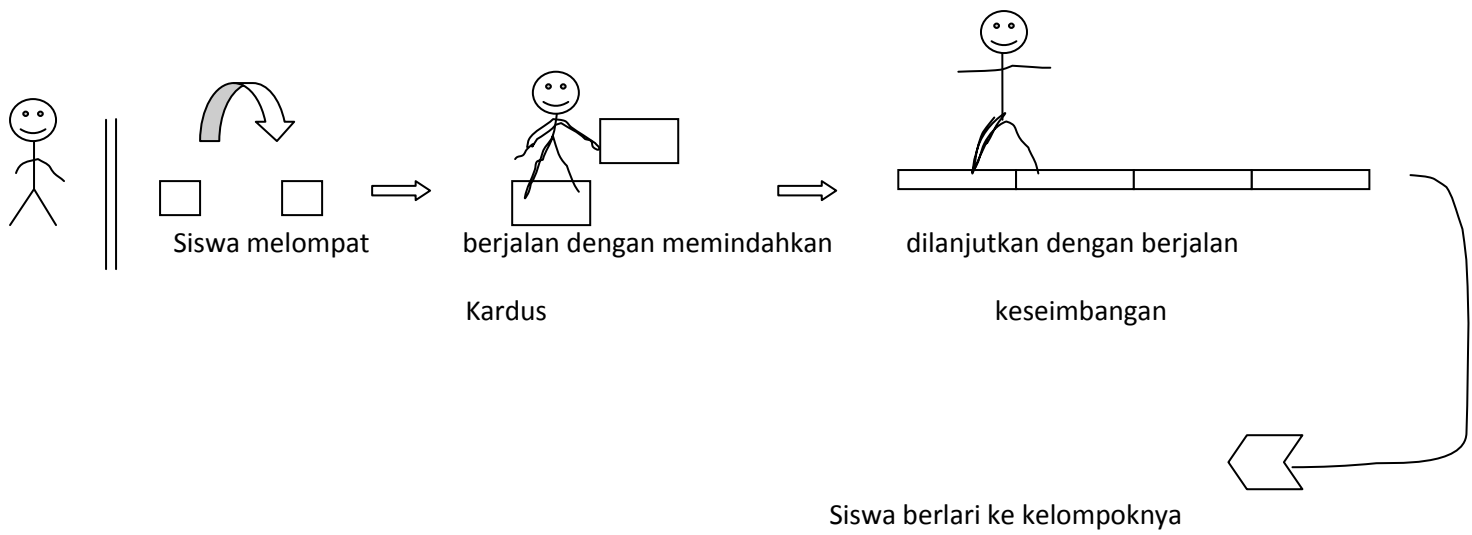 Siswa melompat berjalan dengan memindahkan dilanjutkan dengan berjalan
Kardus keseimbangan
Siswa berlari ke kelompoknya